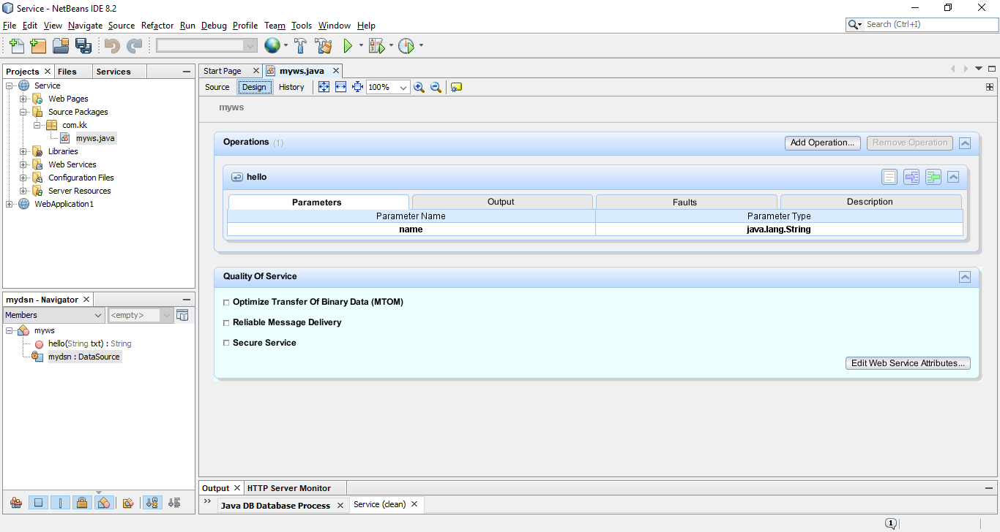 Service - NetBeans IDE 8.2
File Edit View Navigate Source Refactor Run Debug Profile Team Tools Window Help
Search (Ctrl+I)
Projects Files Services
Service
Web Pages
Source Packages
com.kk
myws.java
Libraries
Web Services
Configuration Files
Server Resources
WebApplication1
mydsn - Navigator
Members <empty>
myws
hello(String txt) : String
mydsn : DataSource
Start Page myws.java
Source Design History 100%
myws
Operations (1) Add Operation... Remove Operation
hello
Parameters Output Faults Description
Parameter Name Parameter Type
name java.lang.String
Quality Of Service
Optimize Transfer Of Binary Data (MTOM)
Reliable Message Delivery
Secure Service
Edit Web Service Attributes...
Output HTTP Server Monitor
Java DB Database Process Service (clean)
1